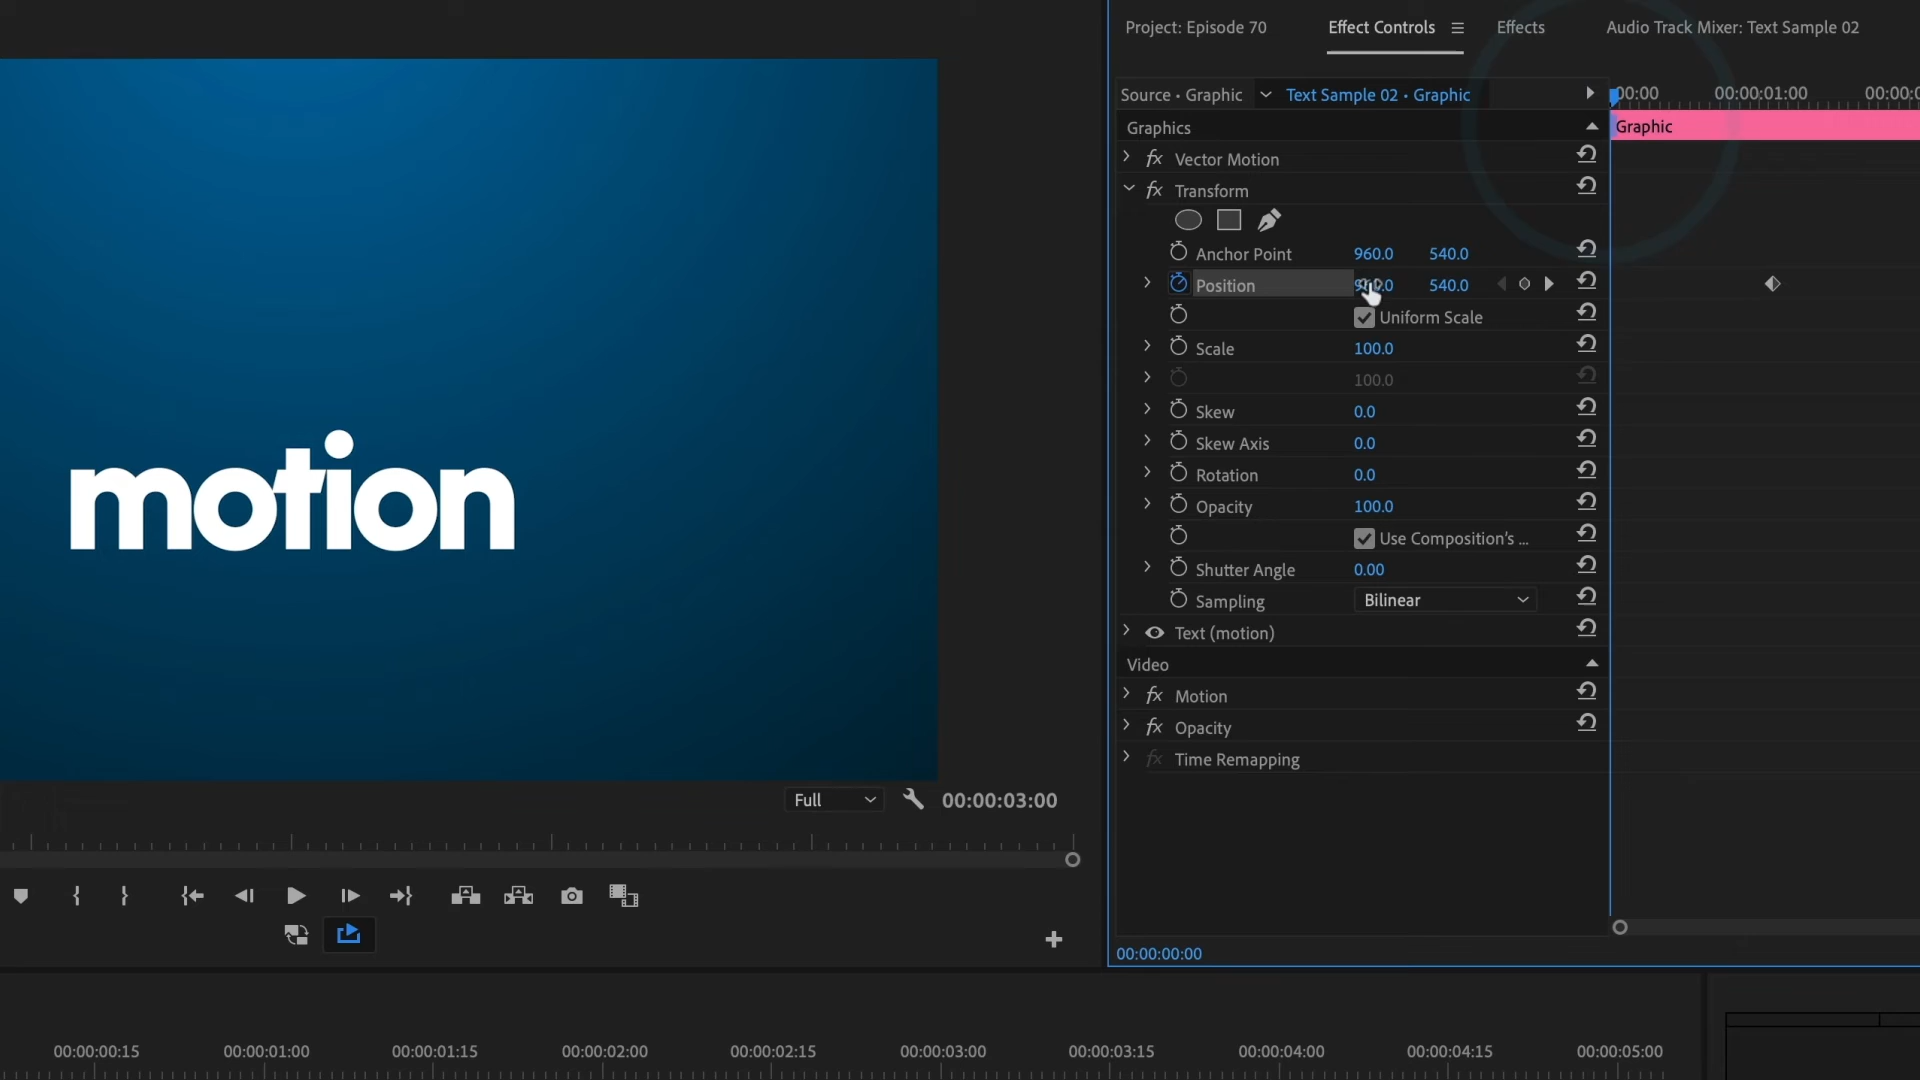 Project: Episode 70
Effect Controls
Effects
Audio Track Mixer: Text Sample 02
Source • Graphic
Text Sample 02 • Graphic
00:00:01:00
Graphics
Graphic
fx Vector Motion
fx Transform
Anchor Point 960.0 540.0
Position 540.0
Uniform Scale
Scale 100.0
100.0
Skew 0.0
Skew Axis 0.0
Rotation 0.0
Opacity 100.0
Use Composition's ...
Shutter Angle 0.00
Sampling Bilinear
Text (motion)
Video
fx Motion
fx Opacity
fx Time Remapping
motion
Full
00:00:03:00
00:00:00:00
00:00:00:15 00:00:01:00 00:00:01:15 00:00:02:00 00:00:02:15 00:00:03:00 00:00:03:15 00:00:04:00 00:00:04:15 00:00:05:00